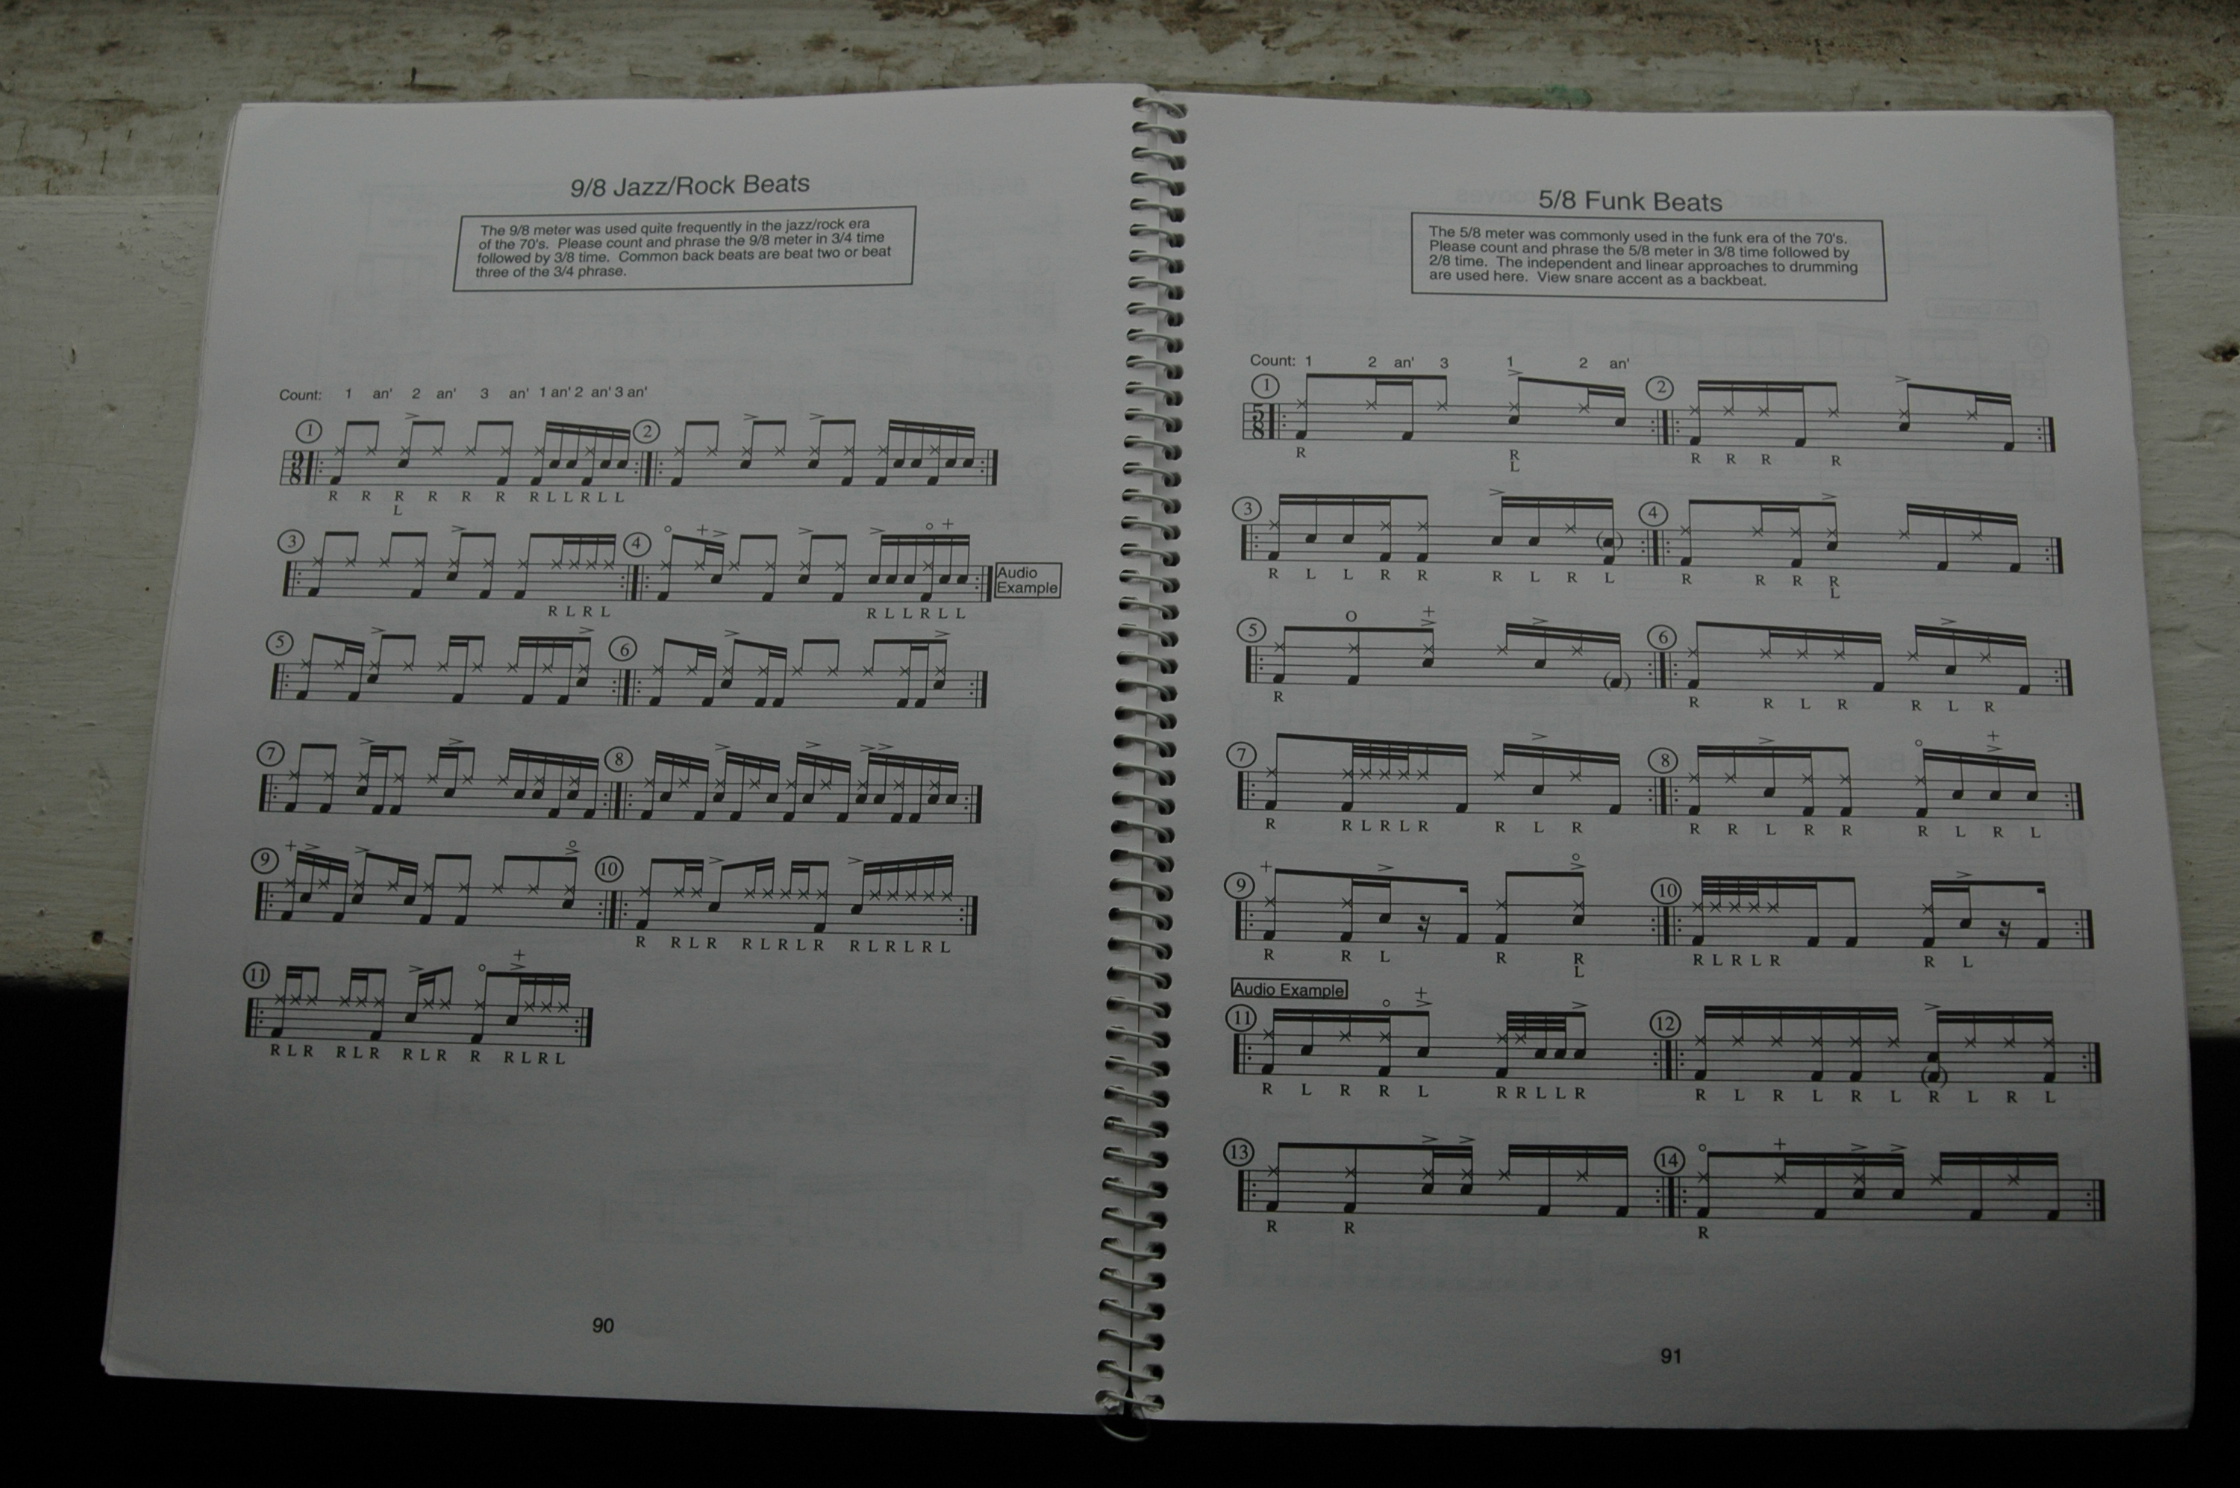 9/8 Jazz/Rock Beats
The 9/8 meter was used quite frequently in the jazz/rock era
of the 70's. Please count and phrase the 9/8 meter in 3/4 time
followed by 3/8 time. Common back beats are beat two or beat
three of the 3/4 phrase.
Count: 1 an' 2 an' 3 an' 1 an' 2 an' 3 an'
1 2
9
8
R R R R R R R L L R L L
L
3 4
Audio
Example
R L R L R L L R L L
5 6
7 8
9 10
R R L R R L R L R R L R L R L
11
R L R R L R R L R R R L R L
90
5/8 Funk Beats
The 5/8 meter was commonly used in the funk era of the 70's.
Please count and phrase the 5/8 meter in 3/8 time followed by
2/8 time. The independent and linear approaches to drumming
are used here. View snare accent as a backbeat.
Count: 1 2 an' 3 1 2 an'
1 2
5
8
R R R R R R
L
3 4
R L L R R R L R L R R R R
L
5 6
R R R L R R L R
7 8
R R L R L R R L R R R L R R R L R L
9 10
R R L R R R L R L R R L
L
Audio Example
11 12
R L R R L R R L L R R L R L R L R L R L
13 14
R R R
91